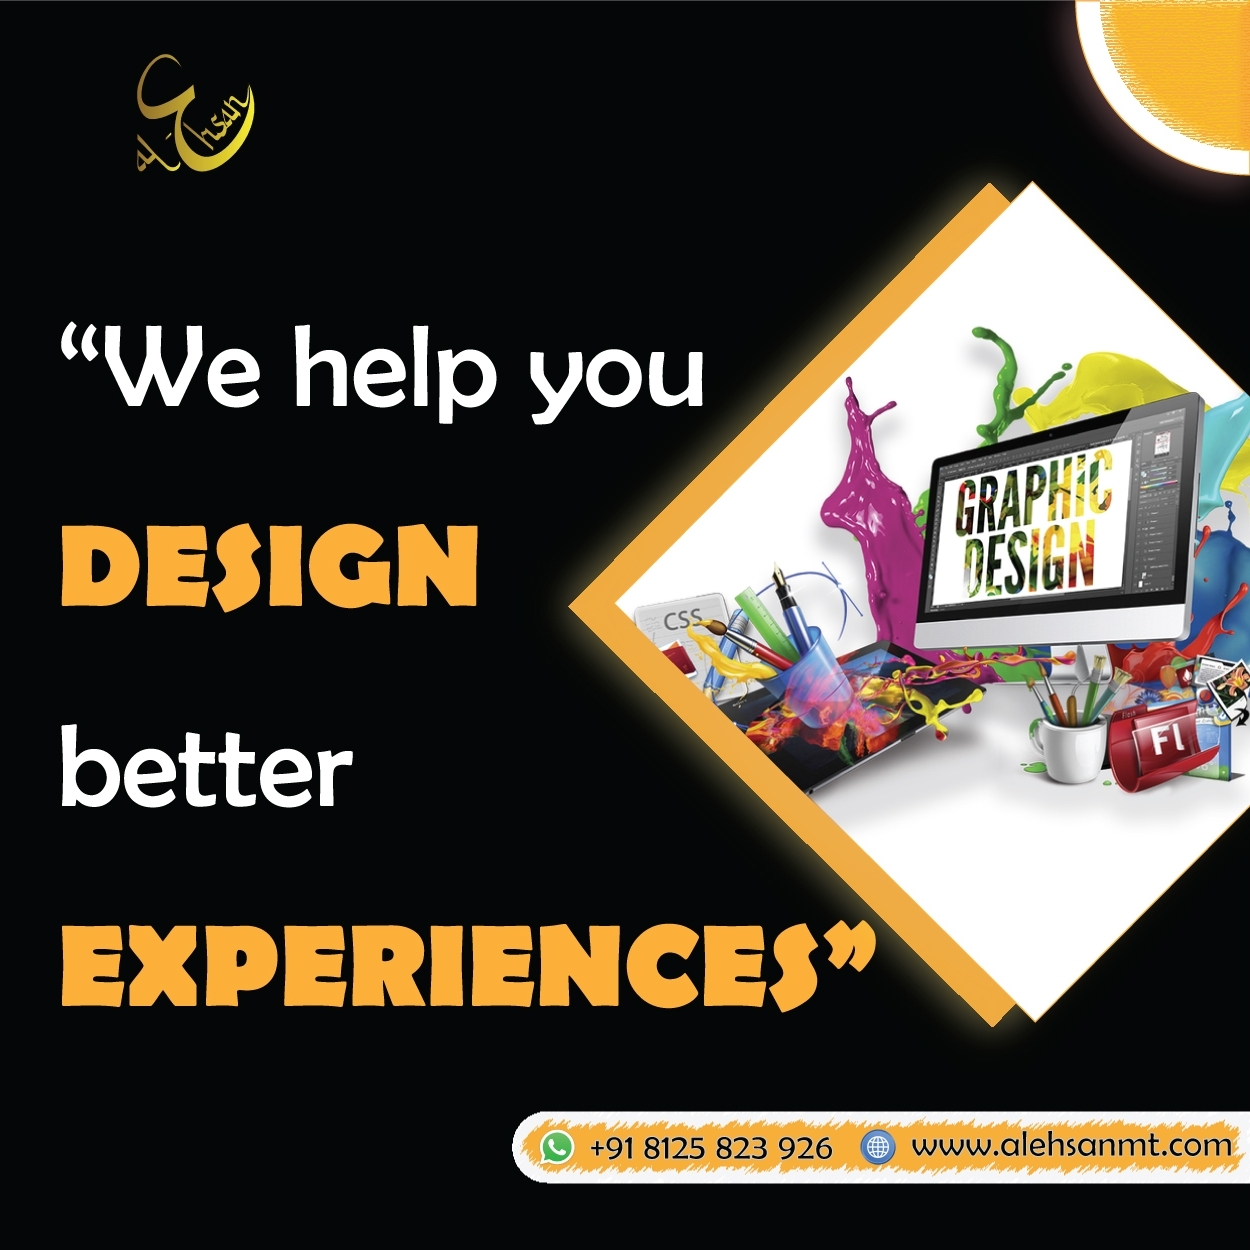 al-Ehsan
“We help you
DESIGN
better
EXPERIENCES”
GRAPHIC
DESIGN
CSS
Flash
FL
+91 8125 823 926 www.alehsanmt.com